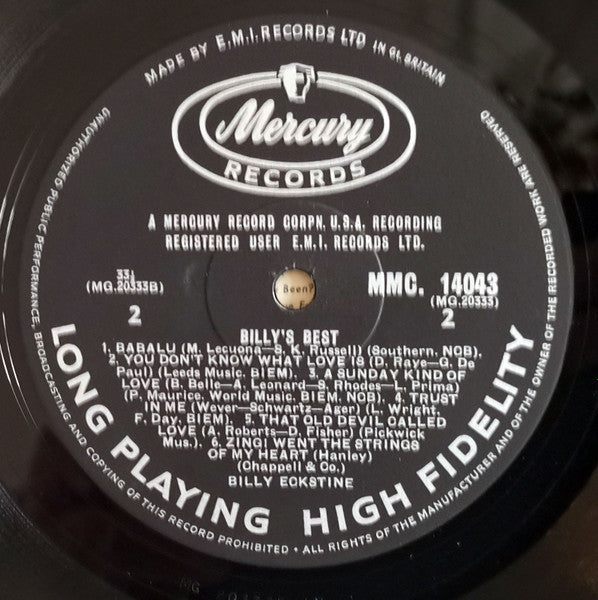 MADE BY E.M.I. RECORDS LTD IN GT. BRITAIN
Mercury
RECORDS
UNAUTHORIZED PUBLIC PERFORMANCE, BROADCASTING AND COPYING OF THIS RECORD PROHIBITED • ALL RIGHTS OF THE MANUFACTURER AND OF THE OWNER OF THE RECORDED WORK ARE RESERVED
A MERCURY RECORD CORPN. U.S.A. RECORDING
REGISTERED USER E.M.I. RECORDS LTD.
33⅓
(MG.20333B)
2
Been?
MMC. 14043
(MG.20333)
2
BILLY'S BEST
1. BABALU (M. Lecuona—S. K. Russell) (Southern, NCB).
2. YOU DON'T KNOW WHAT LOVE IS (D. Raye—G. De
Paul) (Leeds Music, BIEM). 3. A SUNDAY KIND OF
LOVE (B. Belle—A. Leonard—S. Rhodes—L. Prima)
(P. Maurice, World Music, BIEM, NCB). 4. TRUST
IN ME (Wever—Schwartz—Ager) (L. Wright,
F. Day, BIEM). 5. THAT OLD DEVIL CALLED
LOVE (A. Roberts—D. Fisher) (Pickwick
Mus.). 6. ZING! WENT THE STRINGS
OF MY HEART (Hanley)
(Chappell & Co.)
BILLY ECKSTINE
LONG PLAYING HIGH FIDELITY